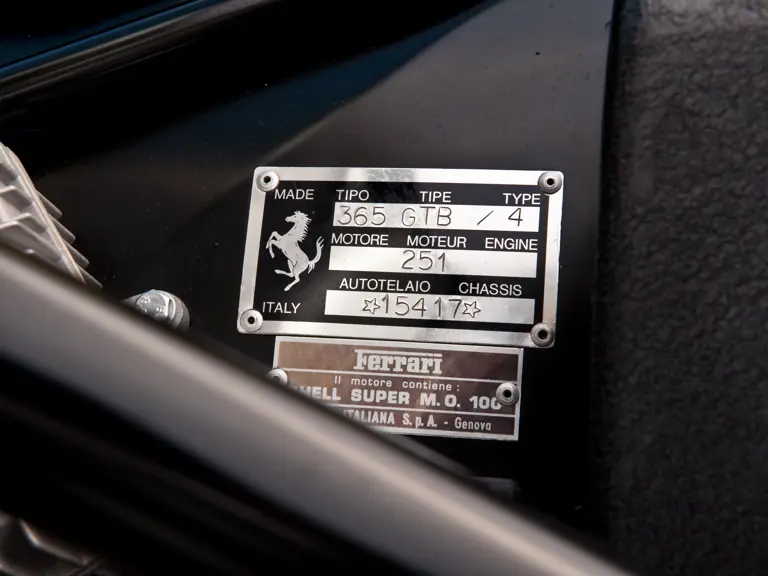 MADE TIPO TIPE TYPE
365 GTB / 4
MOTORE MOTEUR ENGINE
251
AUTOTELAIO CHASSIS
ITALY ☆15417☆
Ferrari
Il motore contiene :
SUPER M.O. 100
ITALIANA S.p.A. - Genova